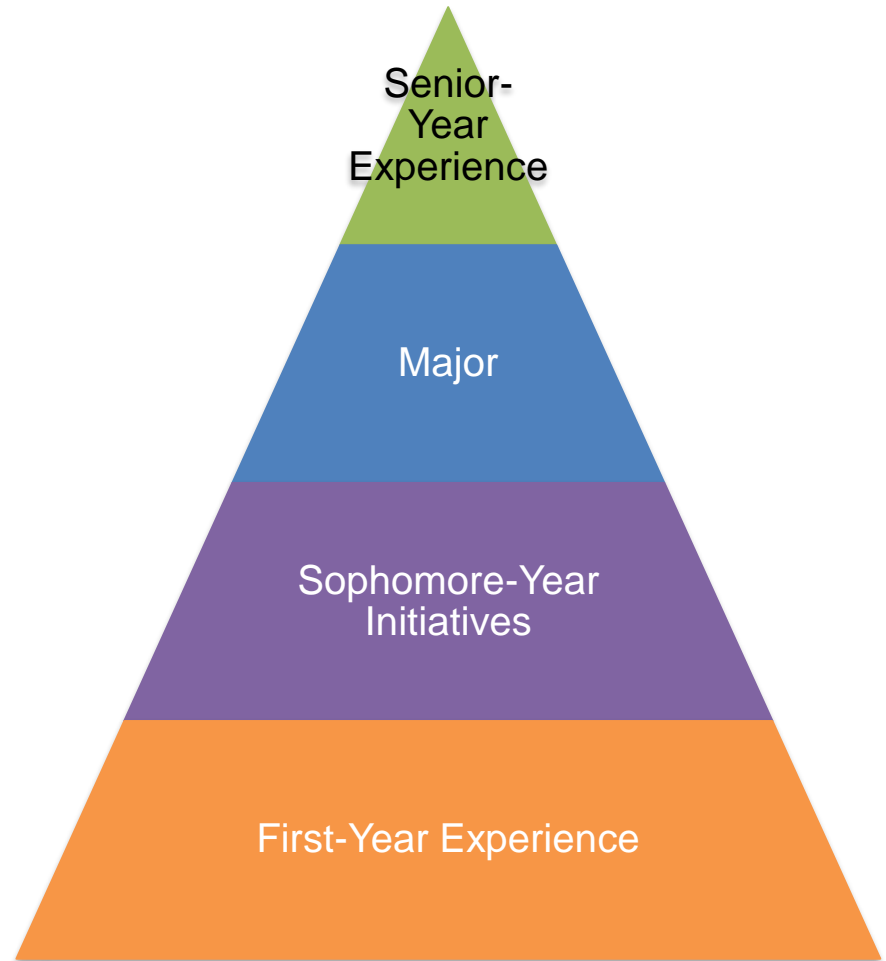 Senior-
Year
Experience
Major
Sophomore-Year
Initiatives
First-Year Experience